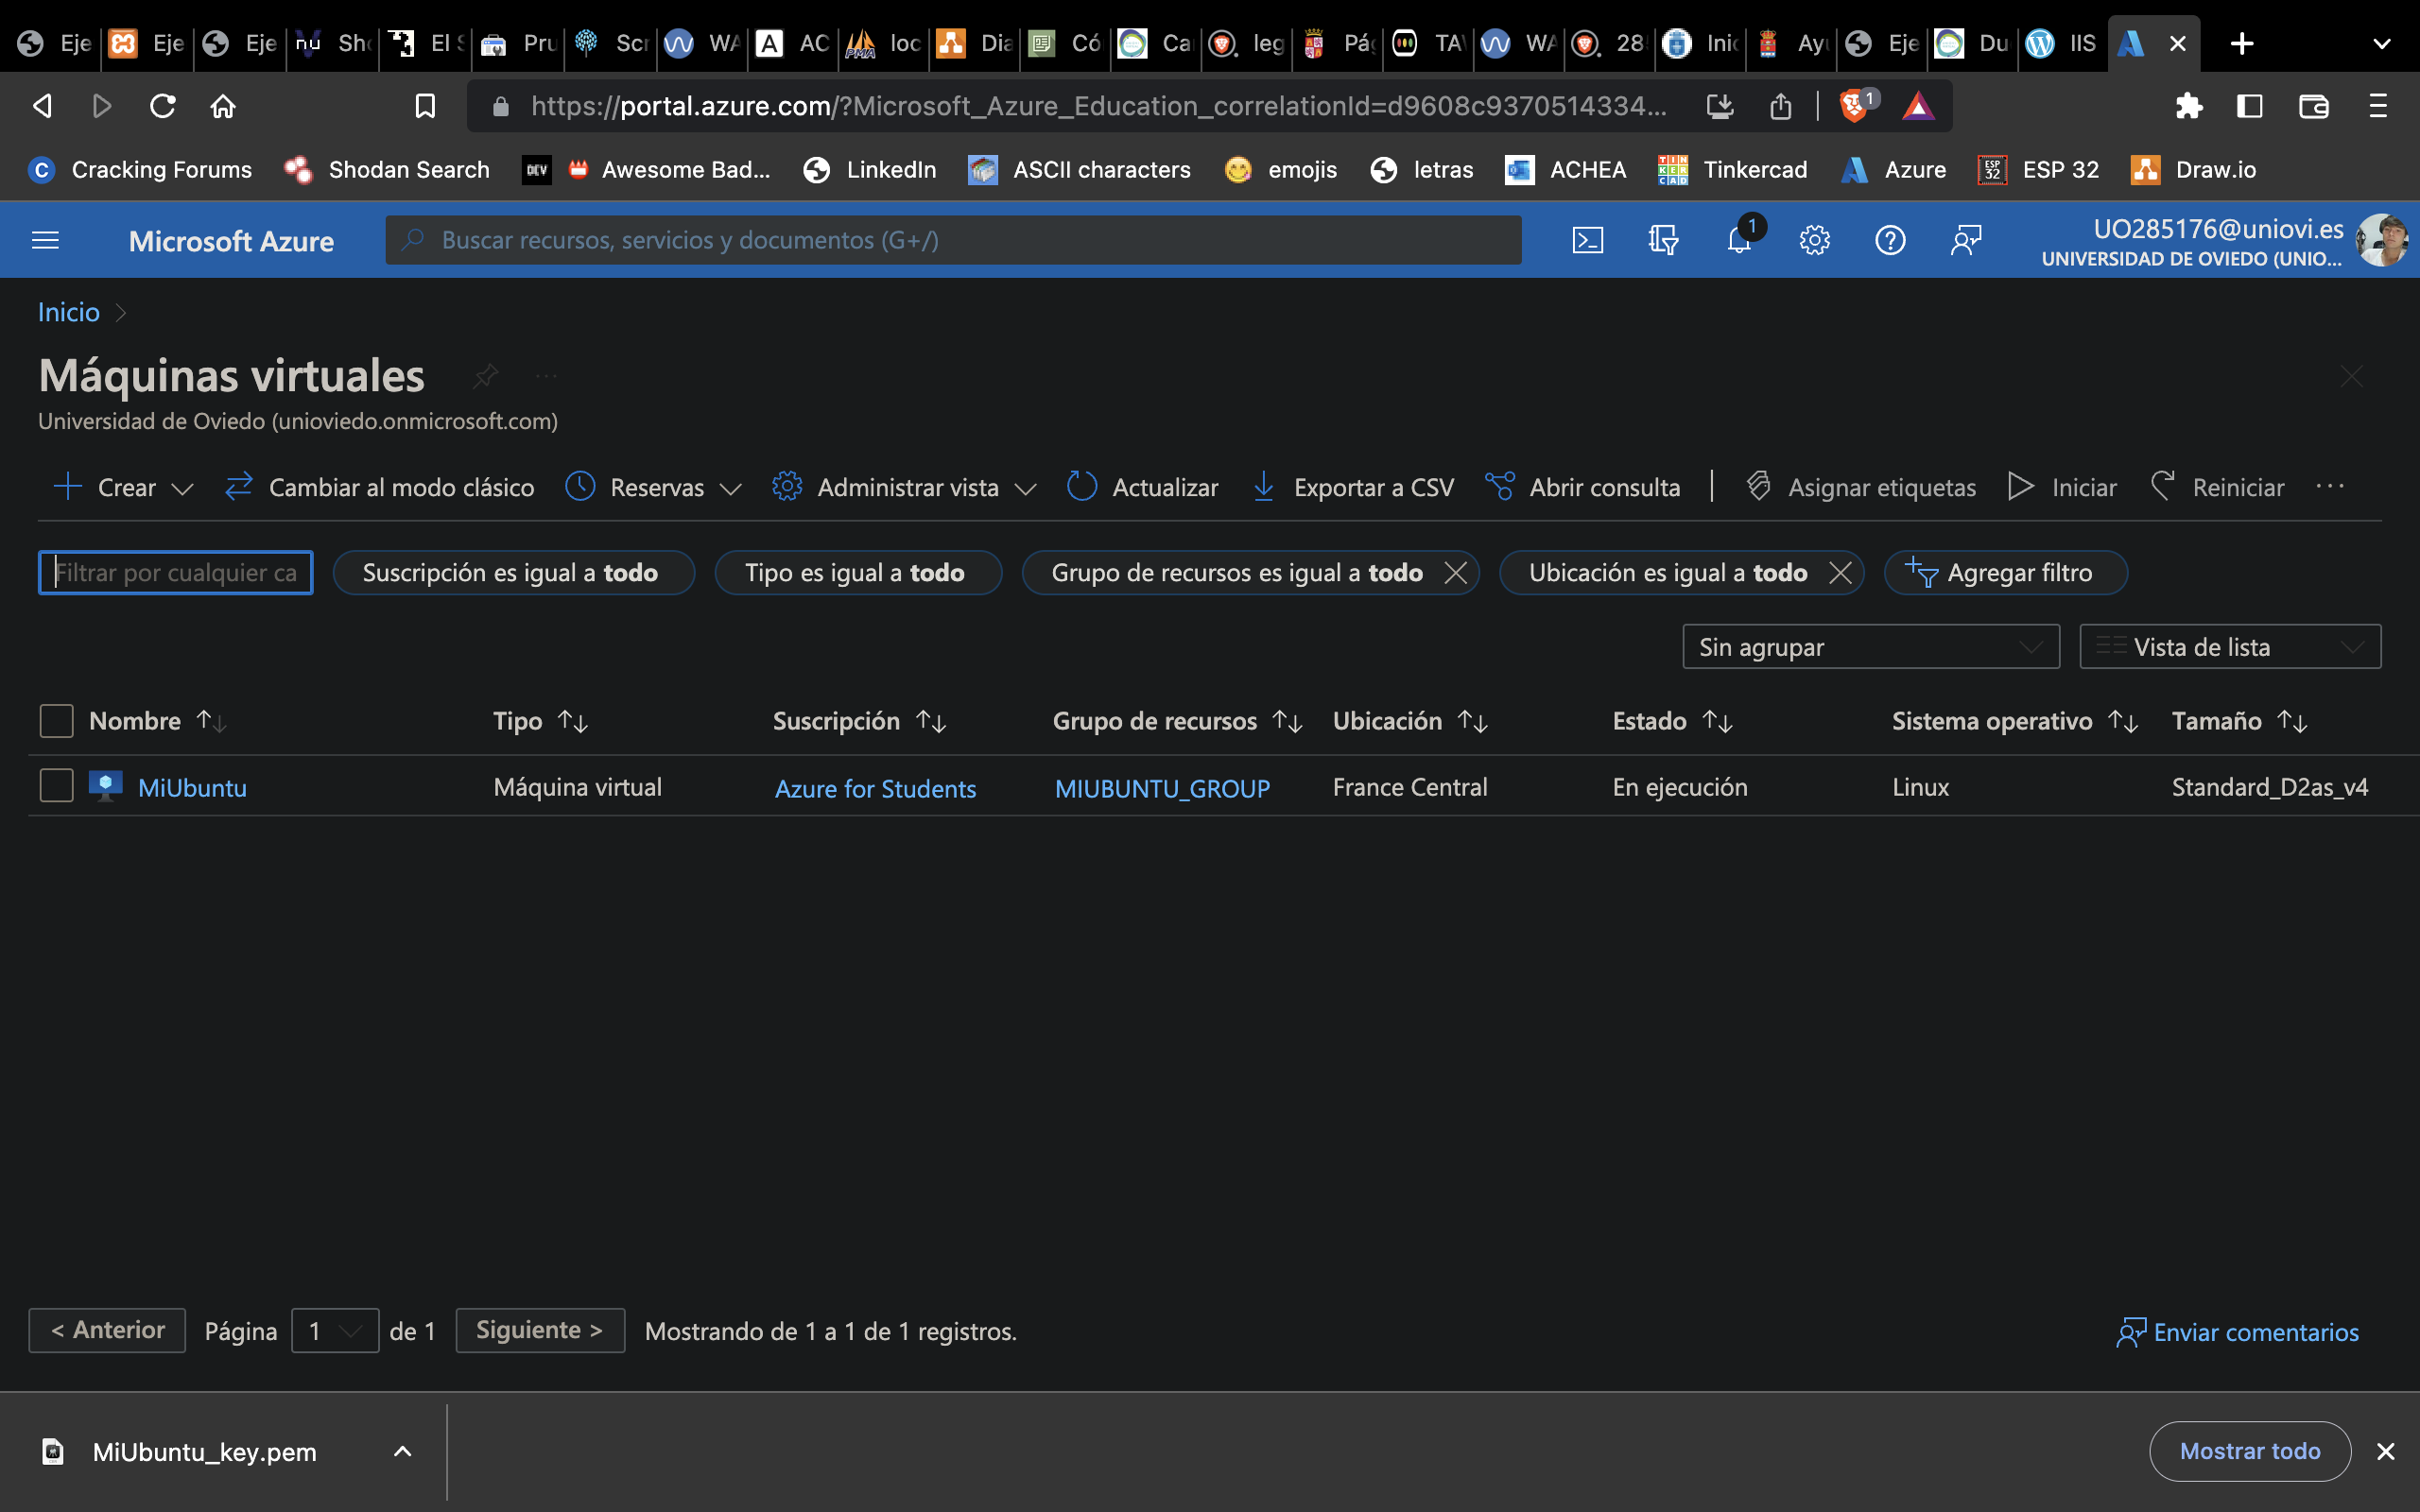 Eje Eje Eje Sh El S Pru Scr WA AC loc Dia Có Ca leg Pá TA WA 28 Inic Ayu Eje Du IIS
https://portal.azure.com/?Microsoft_Azure_Education_correlationId=d9608c9370514334... 1
Cracking Forums Shodan Search Awesome Bad... LinkedIn ASCII characters emojis letras ACHEA Tinkercad Azure ESP 32 Draw.io
Microsoft Azure Buscar recursos, servicios y documentos (G+/) 1 UO285176@uniovi.es
UNIVERSIDAD DE OVIEDO (UNIO...
Inicio >
Máquinas virtuales ...
Universidad de Oviedo (unioviedo.onmicrosoft.com)
Crear Cambiar al modo clásico Reservas Administrar vista Actualizar Exportar a CSV Abrir consulta Asignar etiquetas Iniciar Reiniciar ...
Filtrar por cualquier ca Suscripción es igual a todo Tipo es igual a todo Grupo de recursos es igual a todo Ubicación es igual a todo Agregar filtro
Sin agrupar Vista de lista
Nombre Tipo Suscripción Grupo de recursos Ubicación Estado Sistema operativo Tamaño
MiUbuntu Máquina virtual Azure for Students MIUBUNTU_GROUP France Central En ejecución Linux Standard_D2as_v4
< Anterior Página 1 de 1 Siguiente > Mostrando de 1 a 1 de 1 registros. Enviar comentarios
MiUbuntu_key.pem Mostrar todo